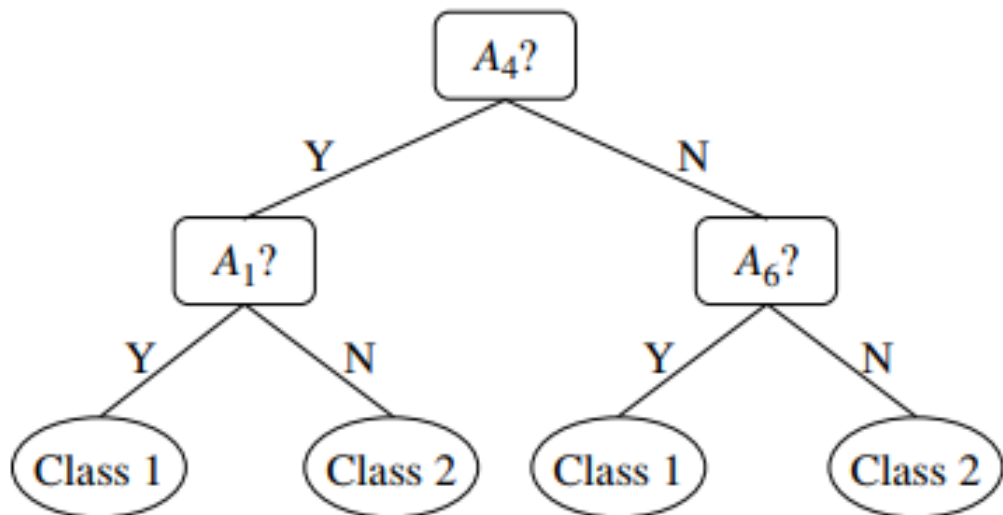 A₄?
Y N
A₁? A₆?
Y N Y N
Class 1 Class 2 Class 1 Class 2